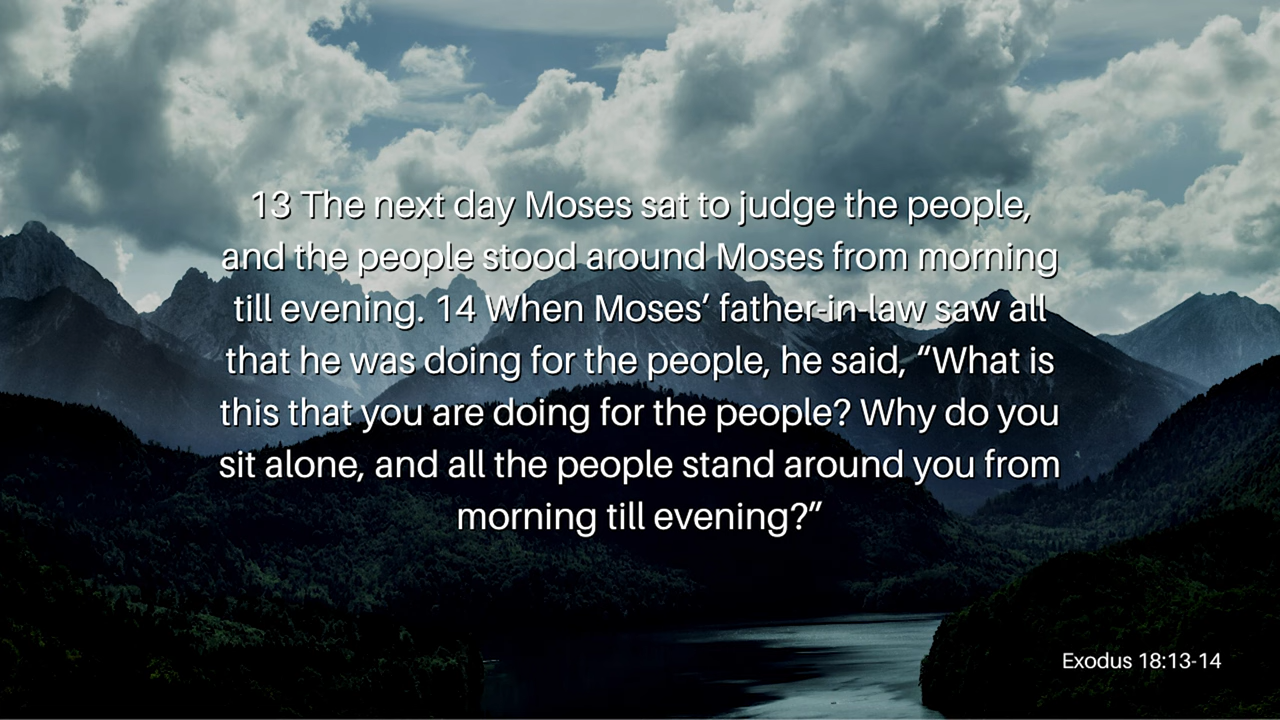 13 The next day Moses sat to judge the people,
and the people stood around Moses from morning
till evening. 14 When Moses’ father-in-law saw all
that he was doing for the people, he said, “What is
this that you are doing for the people? Why do you
sit alone, and all the people stand around you from
morning till evening?”
Exodus 18:13-14